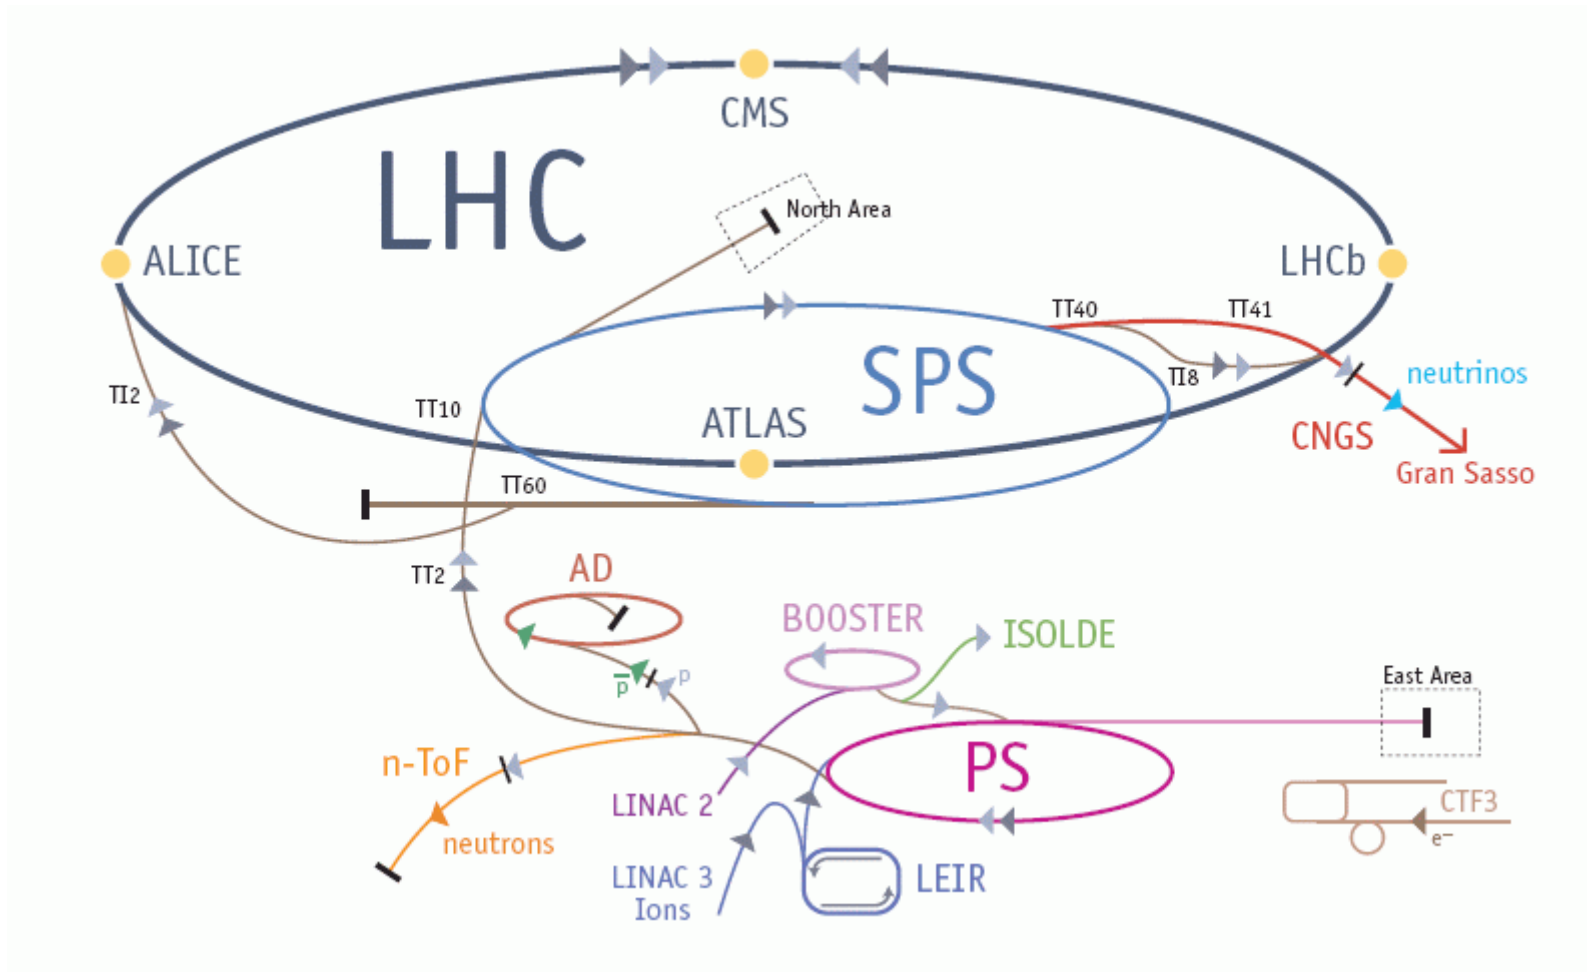 CMS
LHC
North Area
ALICE
LHCb
TT40
TT41
SPS
TI8
neutrinos
TI2
TT10
ATLAS
CNGS
Gran Sasso
TT60
AD
TT2
BOOSTER
ISOLDE
p̅
p
East Area
n-ToF
PS
LINAC 2
CTF3
neutrons
e⁻
LINAC 3
Ions
LEIR